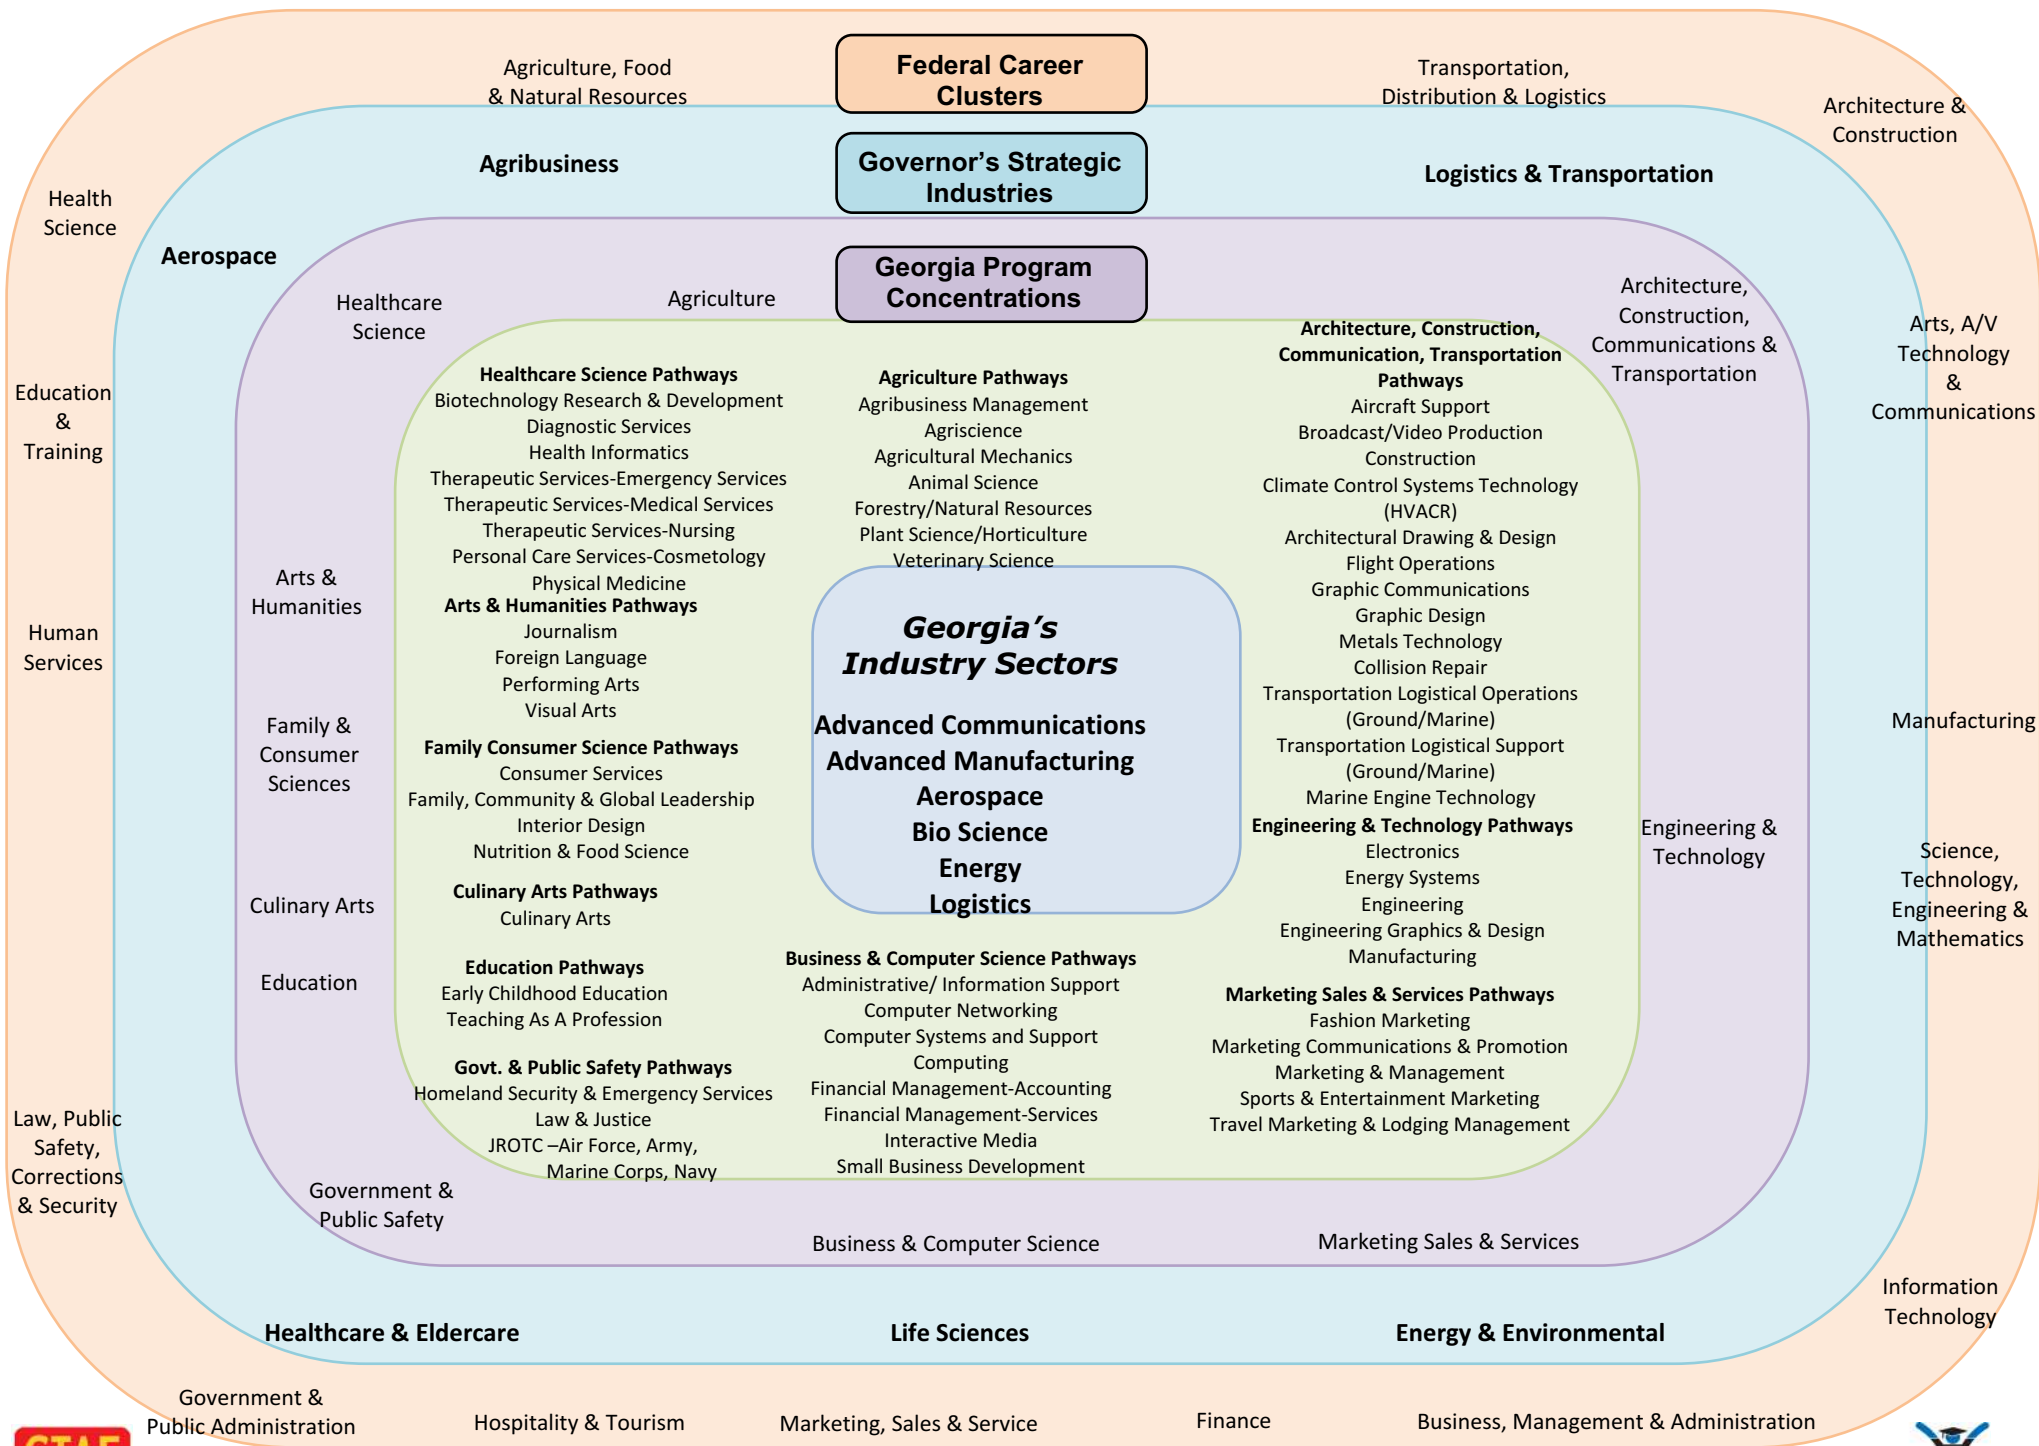 Federal Career
Clusters
Agriculture, Food
& Natural Resources
Transportation,
Distribution & Logistics
Architecture &
Construction
Health
Science
Education
&
Training
Human
Services
Law, Public
Safety,
Corrections
& Security
Arts, A/V
Technology
&
Communications
Manufacturing
Science,
Technology,
Engineering &
Mathematics
Information
Technology
Government &
Public Administration
Hospitality & Tourism
Marketing, Sales & Service
Finance
Business, Management & Administration
Governor’s Strategic
Industries
Agribusiness
Logistics & Transportation
Aerospace
Healthcare & Eldercare
Life Sciences
Energy & Environmental
Georgia Program
Concentrations
Healthcare
Science
Agriculture
Architecture,
Construction,
Communications &
Transportation
Arts &
Humanities
Family &
Consumer
Sciences
Culinary Arts
Education
Government &
Public Safety
Business & Computer Science
Marketing Sales & Services
Engineering &
Technology
Healthcare Science Pathways
Biotechnology Research & Development
Diagnostic Services
Health Informatics
Therapeutic Services-Emergency Services
Therapeutic Services-Medical Services
Therapeutic Services-Nursing
Personal Care Services-Cosmetology
Physical Medicine
Arts & Humanities Pathways
Journalism
Foreign Language
Performing Arts
Visual Arts
Family Consumer Science Pathways
Consumer Services
Family, Community & Global Leadership
Interior Design
Nutrition & Food Science
Culinary Arts Pathways
Culinary Arts
Education Pathways
Early Childhood Education
Teaching As A Profession
Govt. & Public Safety Pathways
Homeland Security & Emergency Services
Law & Justice
JROTC –Air Force, Army,
Marine Corps, Navy
Agriculture Pathways
Agribusiness Management
Agriscience
Agricultural Mechanics
Animal Science
Forestry/Natural Resources
Plant Science/Horticulture
Veterinary Science
Georgia’s
Industry Sectors
Advanced Communications
Advanced Manufacturing
Aerospace
Bio Science
Energy
Logistics
Business & Computer Science Pathways
Administrative/ Information Support
Computer Networking
Computer Systems and Support
Computing
Financial Management-Accounting
Financial Management-Services
Interactive Media
Small Business Development
Architecture, Construction,
Communication, Transportation
Pathways
Aircraft Support
Broadcast/Video Production
Construction
Climate Control Systems Technology
(HVACR)
Architectural Drawing & Design
Flight Operations
Graphic Communications
Graphic Design
Metals Technology
Collision Repair
Transportation Logistical Operations
(Ground/Marine)
Transportation Logistical Support
(Ground/Marine)
Marine Engine Technology
Engineering & Technology Pathways
Electronics
Energy Systems
Engineering
Engineering Graphics & Design
Manufacturing
Marketing Sales & Services Pathways
Fashion Marketing
Marketing Communications & Promotion
Marketing & Management
Sports & Entertainment Marketing
Travel Marketing & Lodging Management